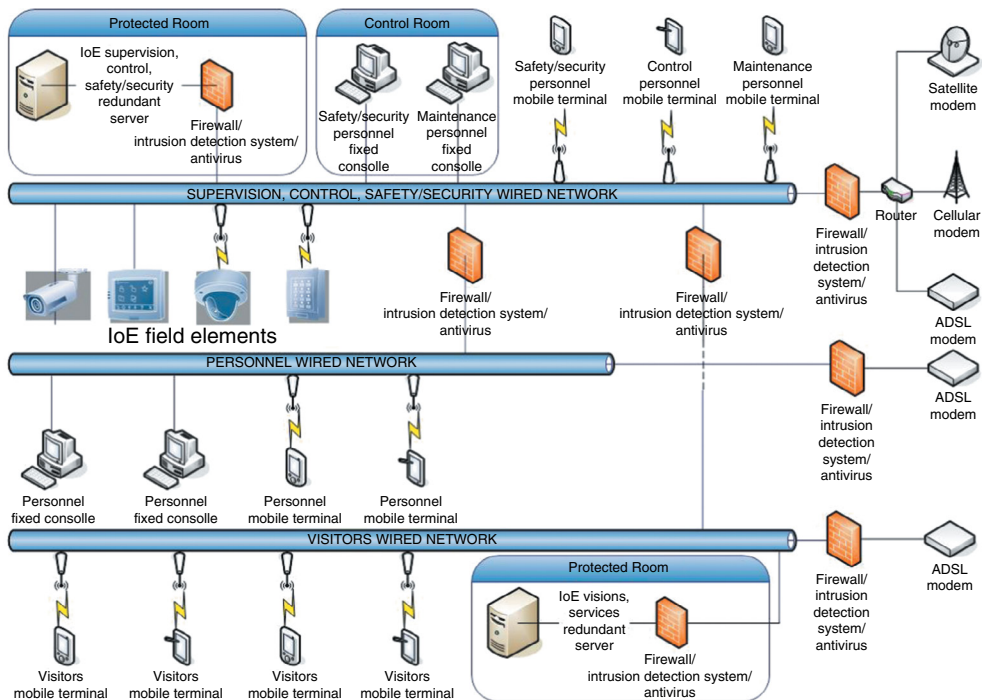 Protected Room
IoE supervision,
control,
safety/security
redundant
server
Firewall/
intrusion detection system/
antivirus
Control Room
Safety/security
personnel
fixed
consolle
Maintenance
personnel
fixed
consolle
Safety/security
personnel
mobile terminal
Control
personnel
mobile terminal
Maintenance
personnel
mobile terminal
Satellite
modem
SUPERVISION, CONTROL, SAFETY/SECURITY WIRED NETWORK
Firewall/
intrusion
detection
system/
antivirus
Router
Cellular
modem
ADSL
modem
IoE field elements
Firewall/
intrusion detection system/
antivirus
Firewall/
intrusion detection system/
antivirus
PERSONNEL WIRED NETWORK
Firewall/
intrusion
detection
system/
antivirus
ADSL
modem
Personnel
fixed consolle
Personnel
fixed consolle
Personnel
mobile terminal
Personnel
mobile terminal
VISITORS WIRED NETWORK
Firewall/
intrusion
detection
system/
antivirus
ADSL
modem
Visitors
mobile terminal
Visitors
mobile terminal
Visitors
mobile terminal
Visitors
mobile terminal
Protected Room
IoE visions,
services
redundant
server
Firewall/
intrusion detection system/
antivirus